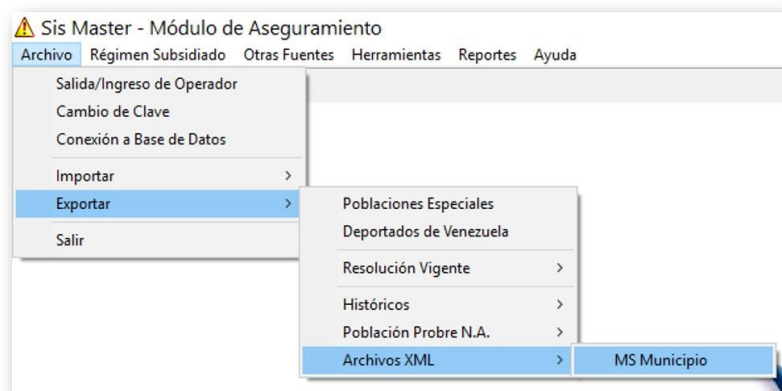 Sis Master - Módulo de Aseguramiento
Archivo Régimen Subsidiado Otras Fuentes Herramientas Reportes Ayuda
Salida/Ingreso de Operador
Cambio de Clave
Conexión a Base de Datos
Importar
Exportar
Salir
Poblaciones Especiales
Deportados de Venezuela
Resolución Vigente
Históricos
Población Probre N.A.
Archivos XML
MS Municipio